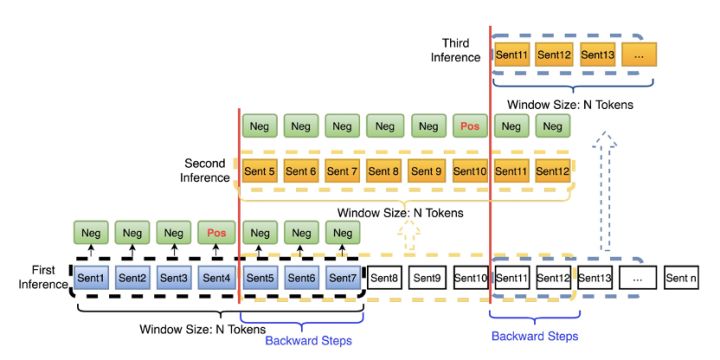 Third
Inference
Sent11 Sent12 Sent13 ...
Window Size: N Tokens
Neg Neg Neg Neg Neg Pos Neg Neg
Second
Inference
Sent 5 Sent 6 Sent 7 Sent 8 Sent 9 Sent10 Sent11 Sent12
Window Size: N Tokens
Neg Neg Neg Pos Neg Neg Neg
First
Inference
Sent1 Sent2 Sent3 Sent4 Sent5 Sent6 Sent7 Sent8 Sent9 Sent10 Sent11 Sent12 Sent13 ... Sent n
Window Size: N Tokens
Backward Steps
Backward Steps